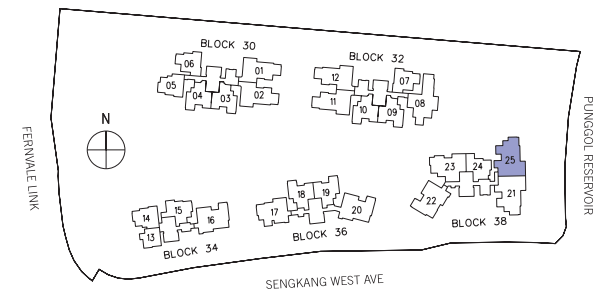 BLOCK 30
06
01
05
04
03
02
BLOCK 32
12
07
11
10
09
08
N
FERNVALE LINK
PUNGGOL RESERVOIR
23
24
25
22
21
BLOCK 38
18
19
17
20
BLOCK 36
14
15
16
13
BLOCK 34
SENGKANG WEST AVE